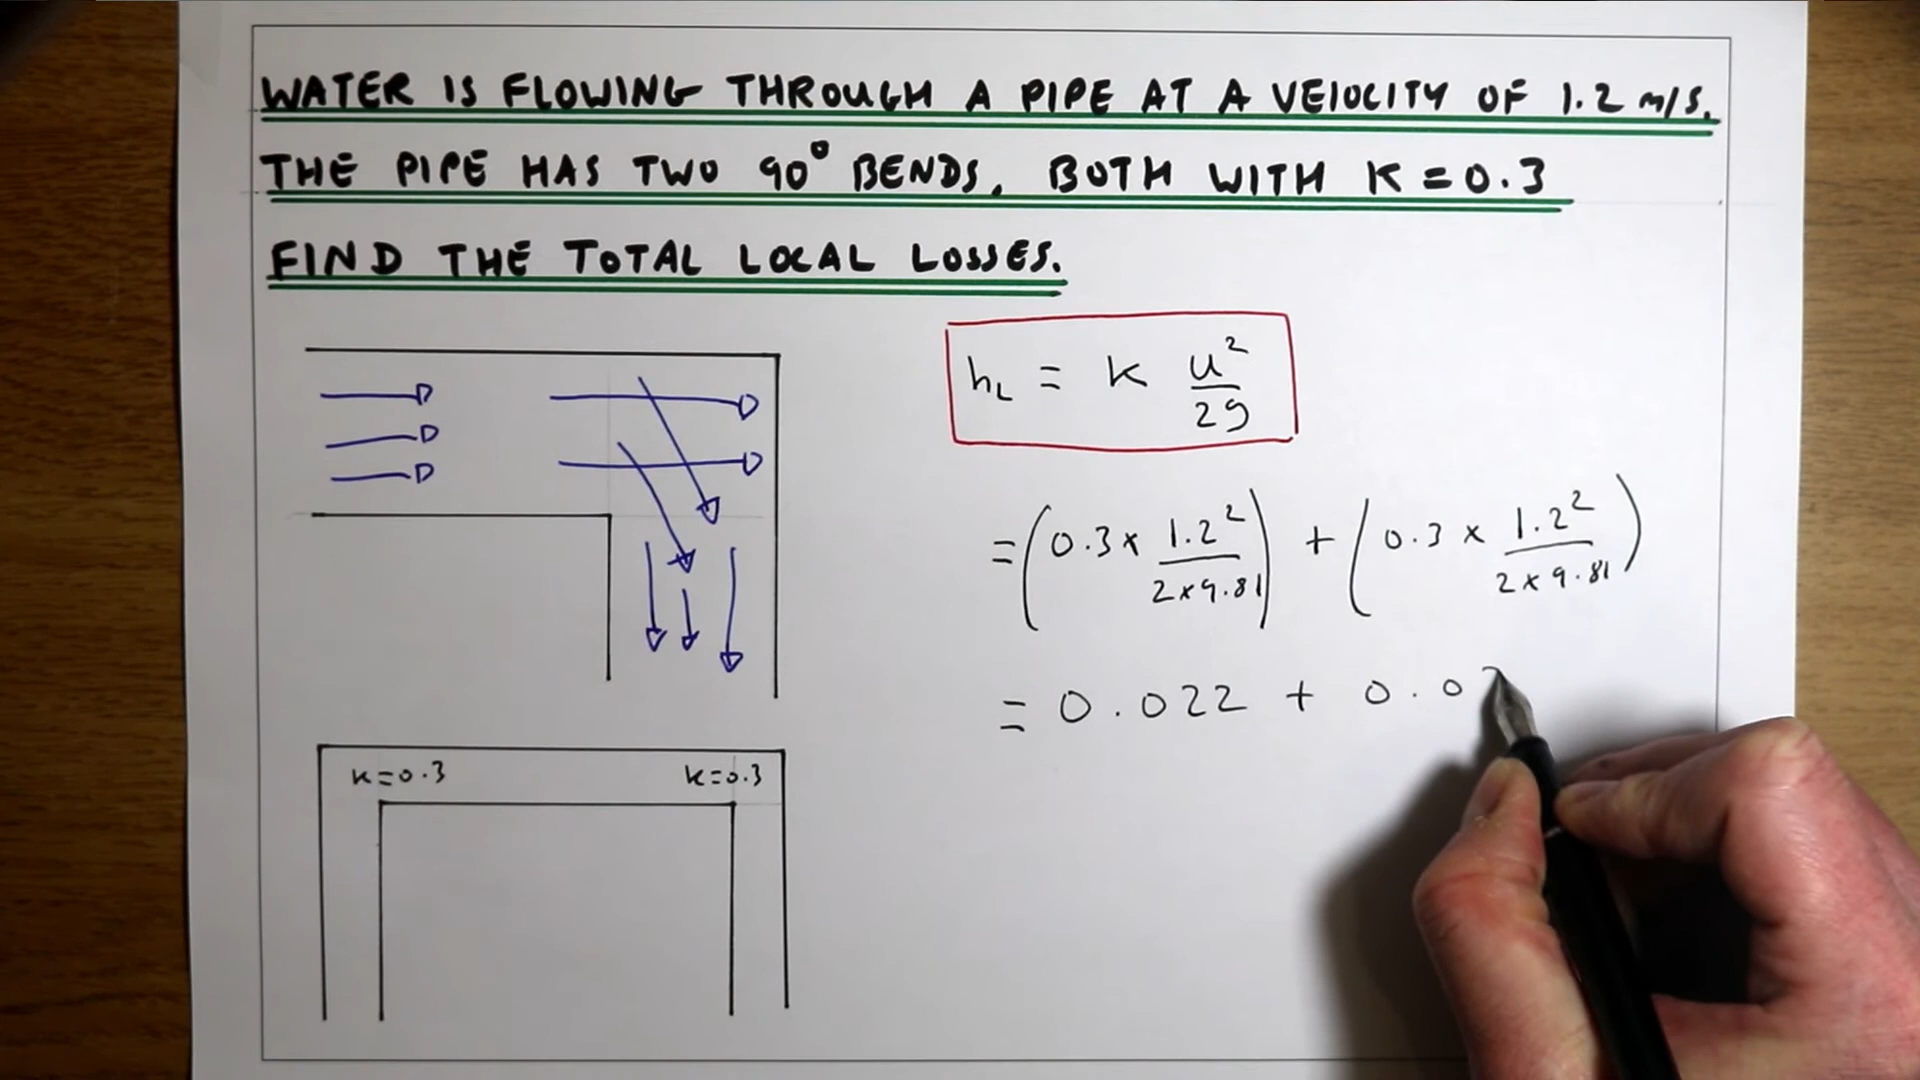 WATER IS FLOWING THROUGH A PIPE AT A VELOCITY OF 1.2 m/s.
THE PIPE HAS TWO 90° BENDS. BOTH WITH K = 0.3
FIND THE TOTAL LOCAL LOSSES.
h_L = K u²/2g
= (0.3 × 1.2²/2×9.81) + (0.3 × 1.2²/2×9.81)
= 0.022 + 0.02
K=0.3 K=0.3